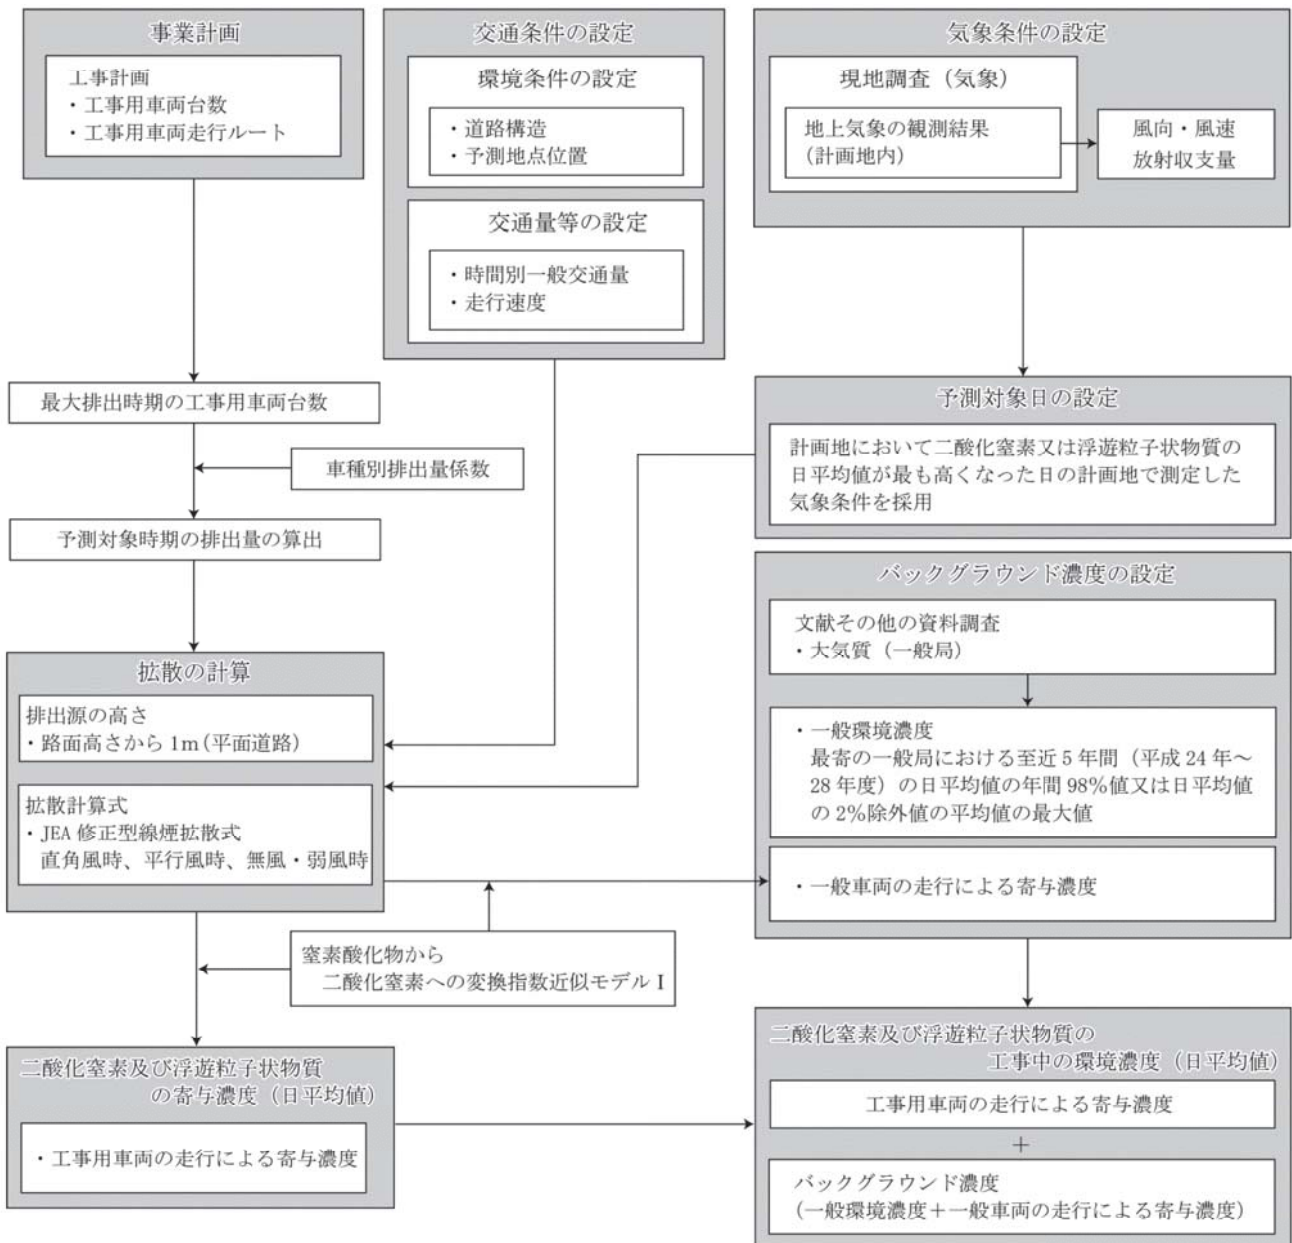 事業計画
工事計画
・工事用車両台数
・工事用車両走行ルート
交通条件の設定
環境条件の設定
・道路構造
・予測地点位置
交通量等の設定
・時間別一般交通量
・走行速度
気象条件の設定
現地調査（気象）
地上気象の観測結果
（計画地内）
風向・風速
放射収支量
最大排出時期の工事用車両台数
車種別排出量係数
予測対象時期の排出量の算出
予測対象日の設定
計画地において二酸化窒素又は浮遊粒子状物質の
日平均値が最も高くなった日の計画地で測定した
気象条件を採用
拡散の計算
排出源の高さ
・路面高さから1m（平面道路）
拡散計算式
・JEA 修正型線煙拡散式
直角風時、平行風時、無風・弱風時
バックグラウンド濃度の設定
文献その他の資料調査
・大気質（一般局）
・一般環境濃度
最寄の一般局における至近5年間（平成24年～
28年度）の日平均値の年間98%値又は日平均値
の2%除外値の平均値の最大値
・一般車両の走行による寄与濃度
窒素酸化物から
二酸化窒素への変換指数近似モデルⅠ
二酸化窒素及び浮遊粒子状物質
の寄与濃度（日平均値）
・工事用車両の走行による寄与濃度
二酸化窒素及び浮遊粒子状物質の
工事中の環境濃度（日平均値）
工事用車両の走行による寄与濃度
＋
バックグラウンド濃度
（一般環境濃度＋一般車両の走行による寄与濃度）